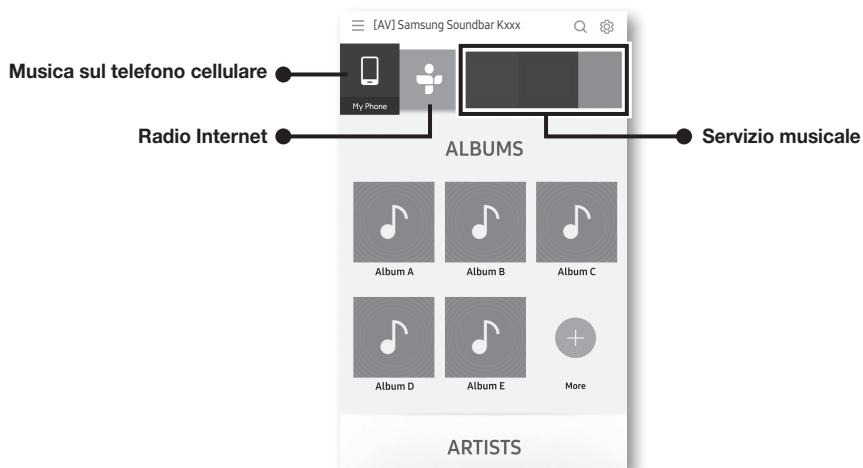 [AV] Samsung Soundbar Kxxx
Musica sul telefono cellulare
My Phone
Radio Internet
Servizio musicale
ALBUMS
Album A
Album B
Album C
Album D
Album E
More
ARTISTS